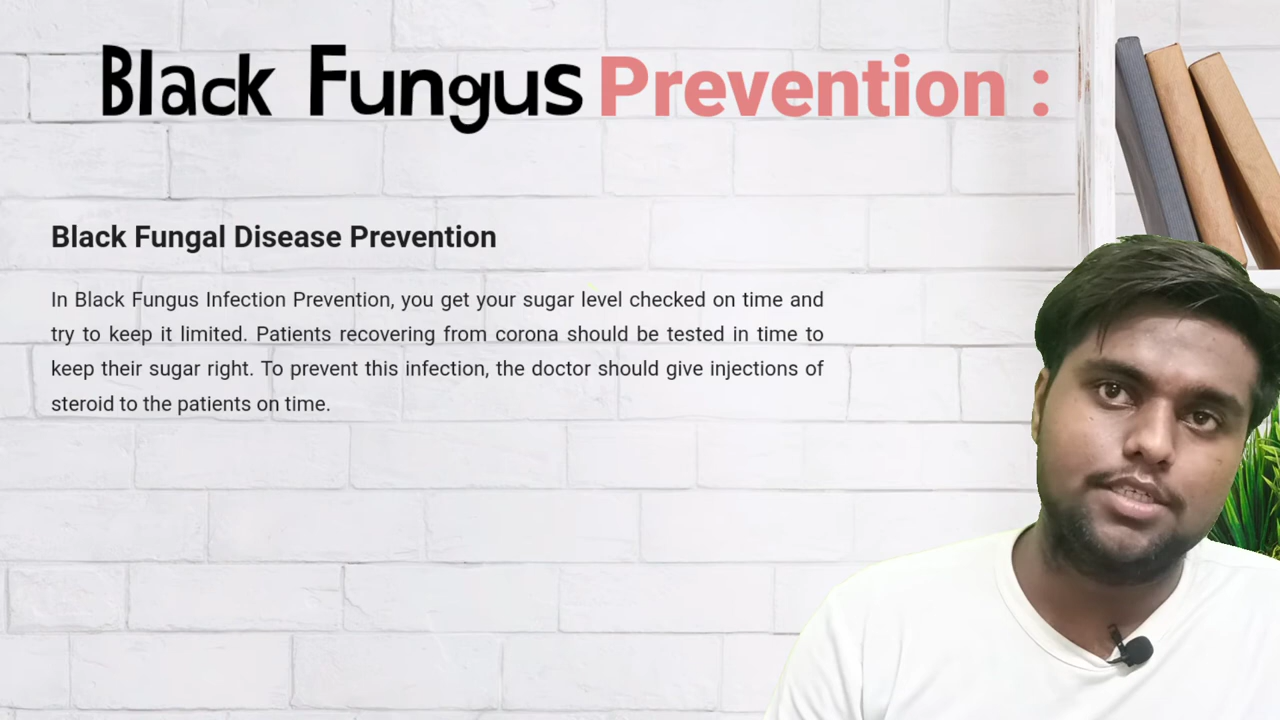 Black Fungus Prevention :
Black Fungal Disease Prevention
In Black Fungus Infection Prevention, you get your sugar level checked on time and
try to keep it limited. Patients recovering from corona should be tested in time to
keep their sugar right. To prevent this infection, the doctor should give injections of
steroid to the patients on time.